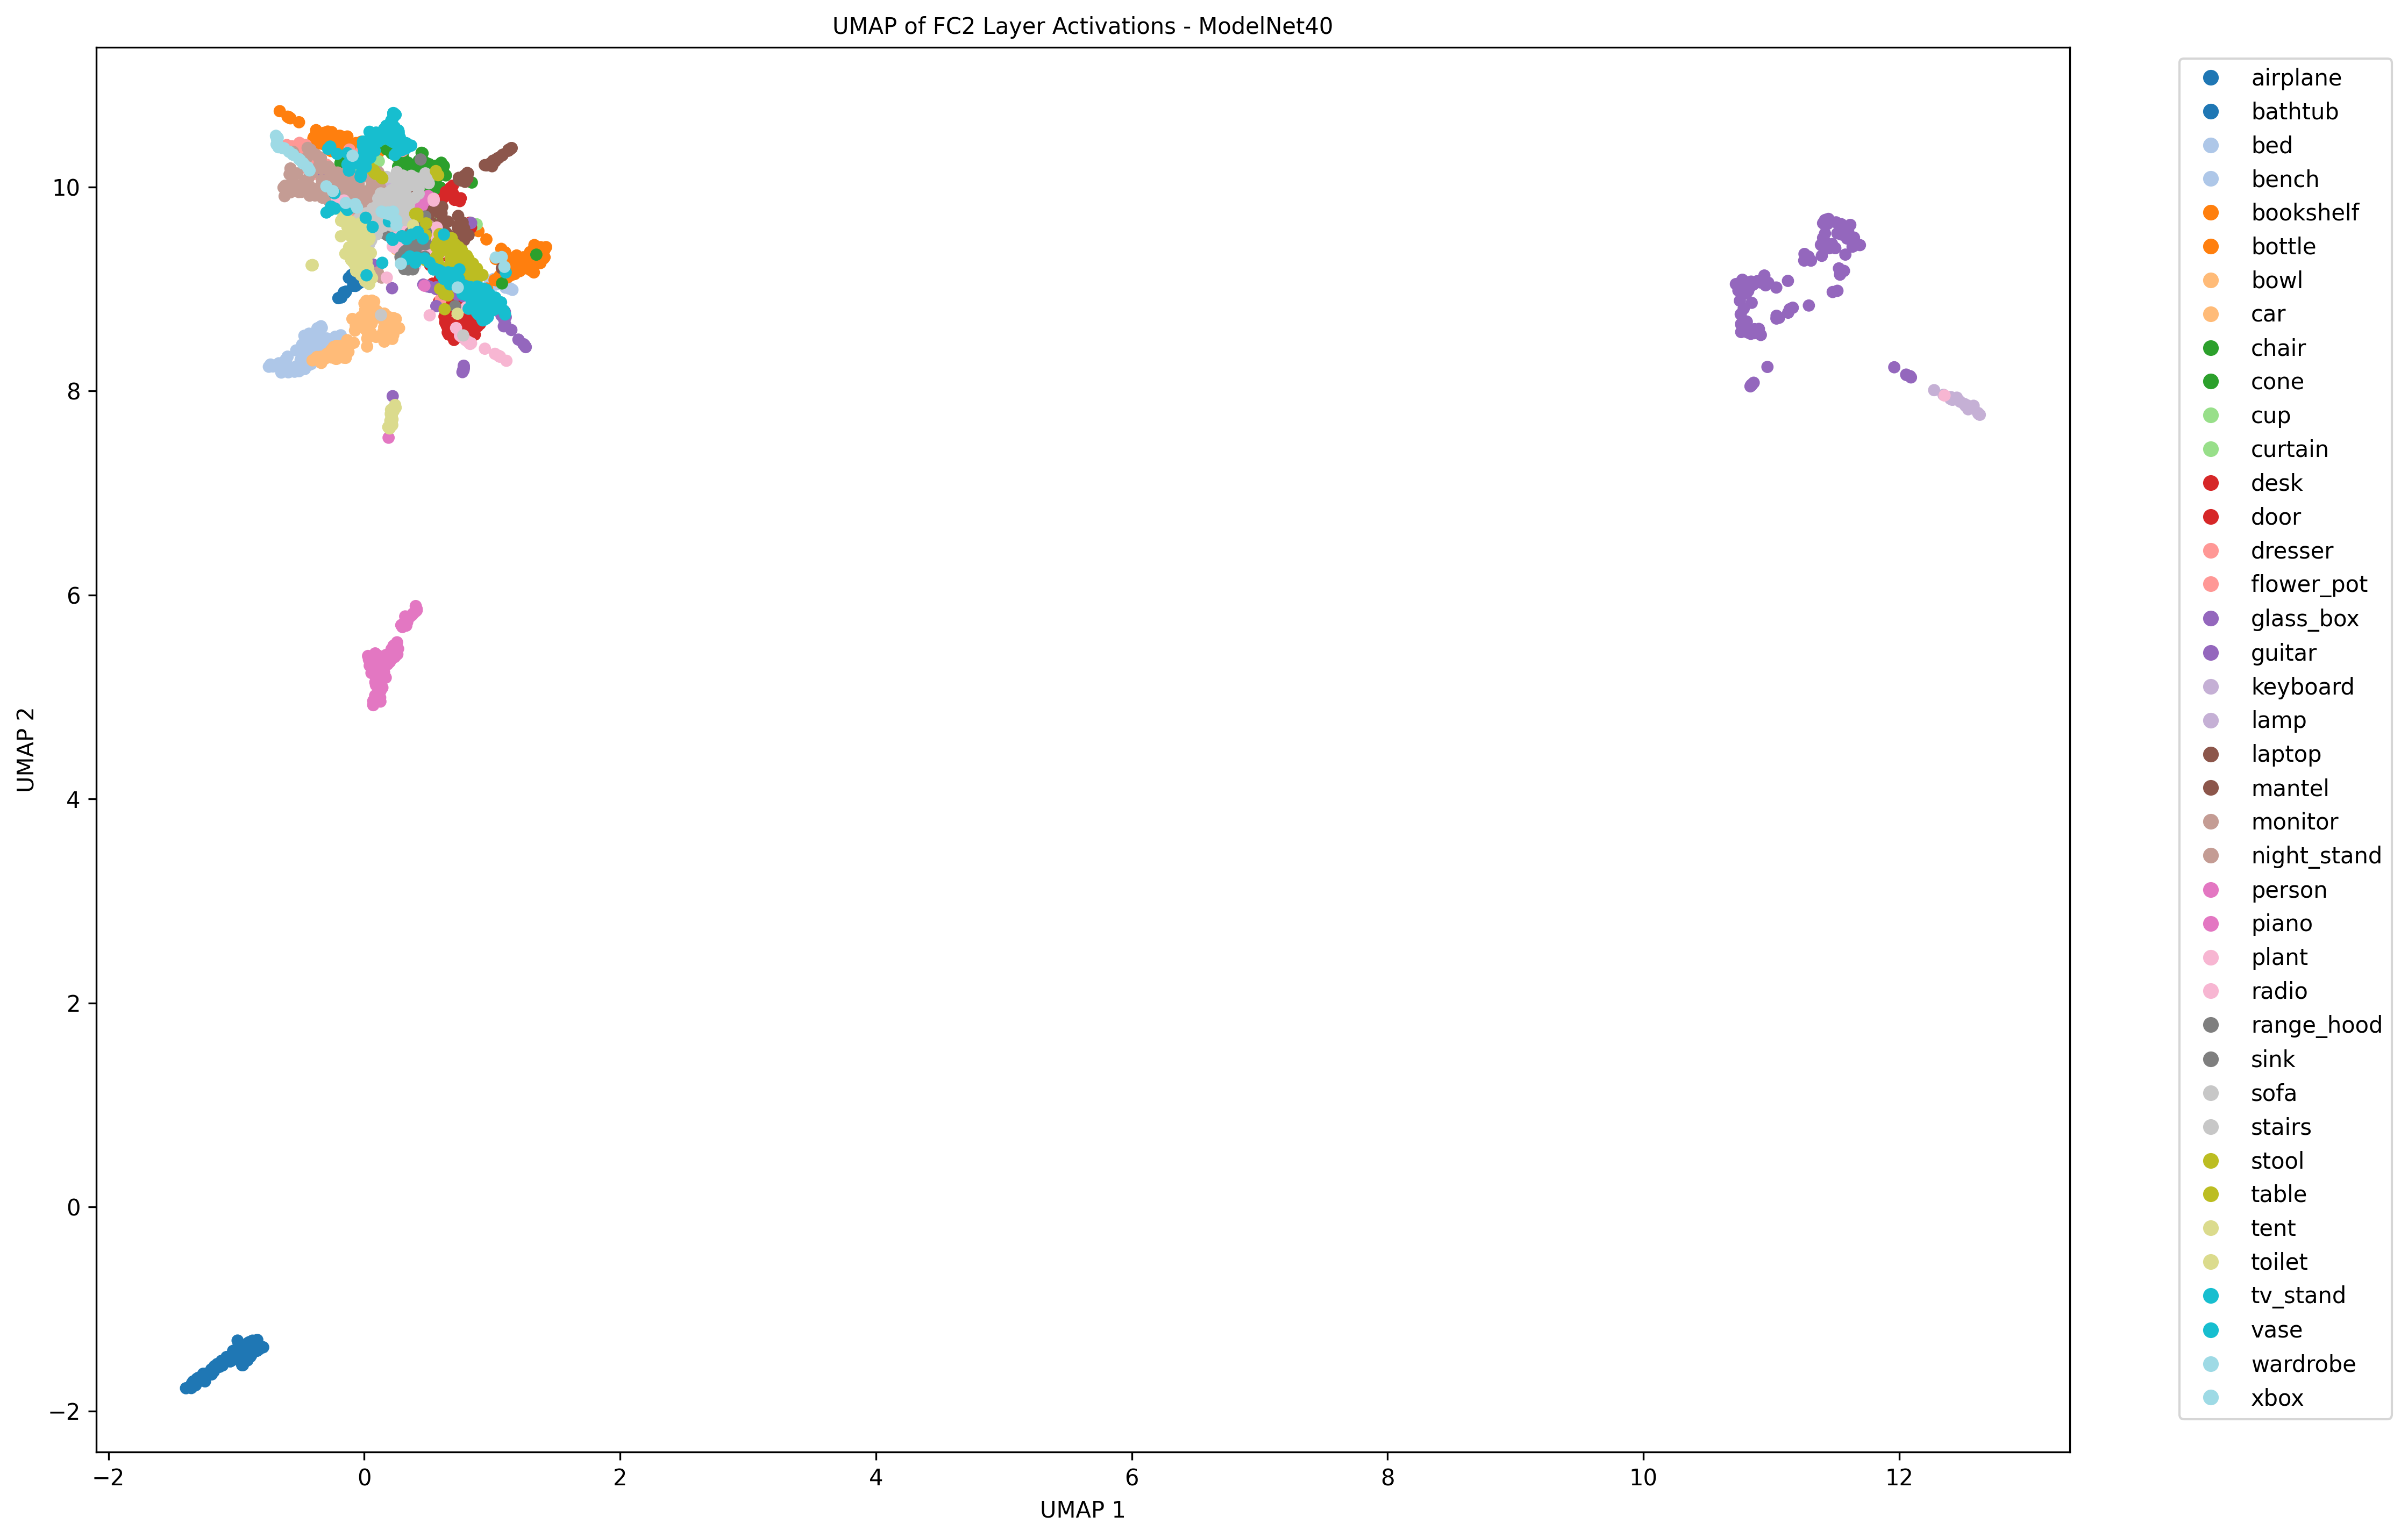 UMAP of FC2 Layer Activations - ModelNet40
10
8
6
4
2
0
−2
UMAP 2
−2 0 2 4 6 8 10 12
UMAP 1
airplane
bathtub
bed
bench
bookshelf
bottle
bowl
car
chair
cone
cup
curtain
desk
door
dresser
flower_pot
glass_box
guitar
keyboard
lamp
laptop
mantel
monitor
night_stand
person
piano
plant
radio
range_hood
sink
sofa
stairs
stool
table
tent
toilet
tv_stand
vase
wardrobe
xbox